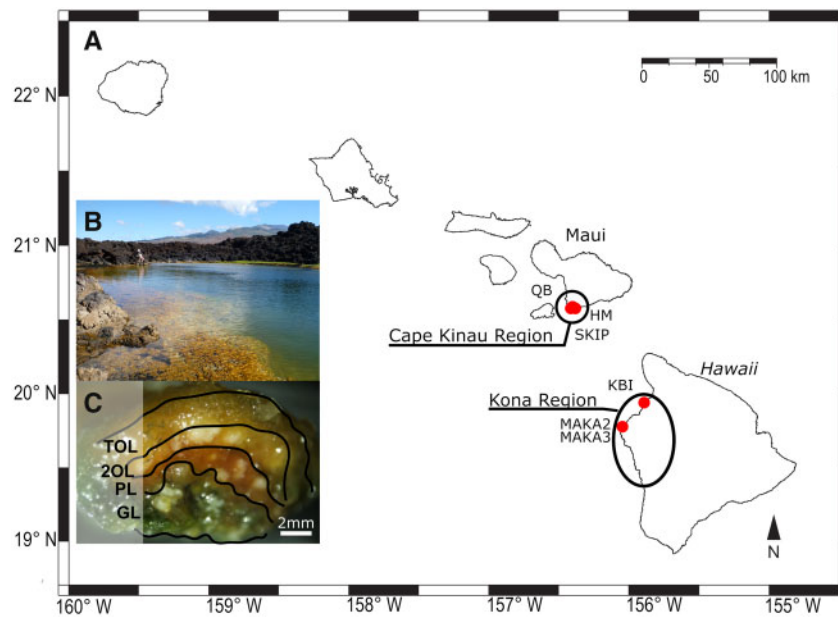 A
0 50 100 km
22° N
B
21° N
Maui
QB
HM
Cape Kinau Region
SKIP
20° N
Hawaii
KBI
Kona Region
MAKA2
MAKA3
C
TOL
2OL
PL
GL
2mm
19° N
N
160° W 159° W 158° W 157° W 156° W 155° W